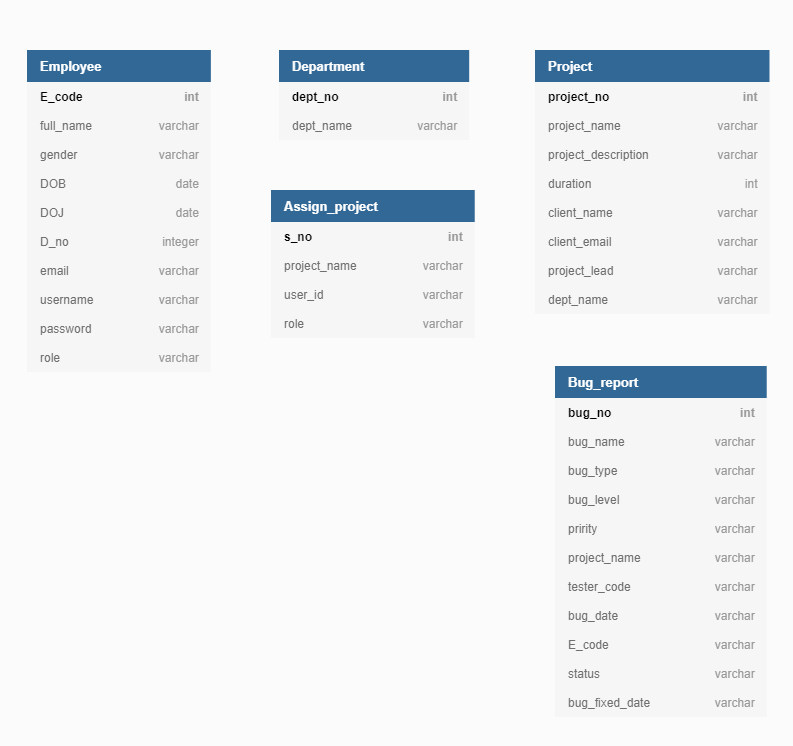 Employee
E_code int
full_name varchar
gender varchar
DOB date
DOJ date
D_no integer
email varchar
username varchar
password varchar
role varchar
Department
dept_no int
dept_name varchar
Assign_project
s_no int
project_name varchar
user_id varchar
role varchar
Project
project_no int
project_name varchar
project_description varchar
duration int
client_name varchar
client_email varchar
project_lead varchar
dept_name varchar
Bug_report
bug_no int
bug_name varchar
bug_type varchar
bug_level varchar
pririty varchar
project_name varchar
tester_code varchar
bug_date varchar
E_code varchar
status varchar
bug_fixed_date varchar